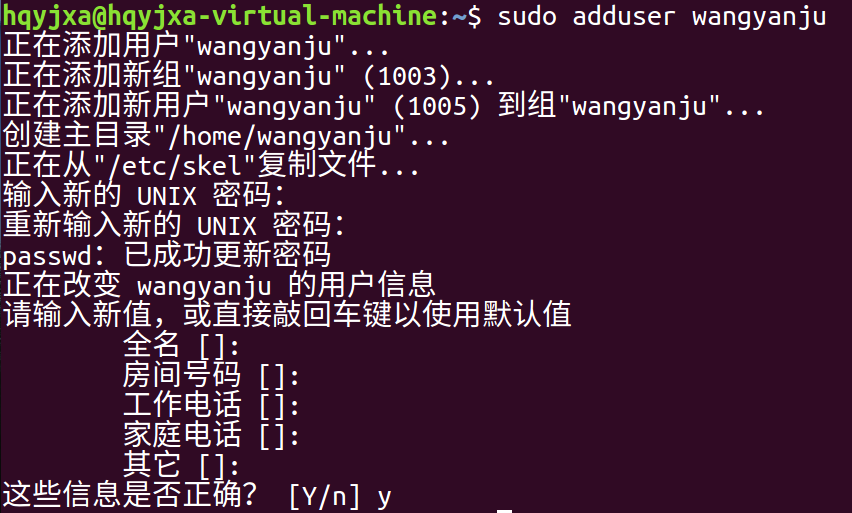 hqyjxa@hqyjxa-virtual-machine:~$ sudo adduser wangyanju
正在添加用户"wangyanju"...
正在添加新组"wangyanju" (1003)...
正在添加新用户"wangyanju" (1005) 到组"wangyanju"...
创建主目录"/home/wangyanju"...
正在从"/etc/skel"复制文件...
输入新的 UNIX 密码：
重新输入新的 UNIX 密码：
passwd：已成功更新密码
正在改变 wangyanju 的用户信息
请输入新值，或直接敲回车键以使用默认值
全名 []:
房间号码 []:
工作电话 []:
家庭电话 []:
其它 []:
这些信息是否正确？ [Y/n] y